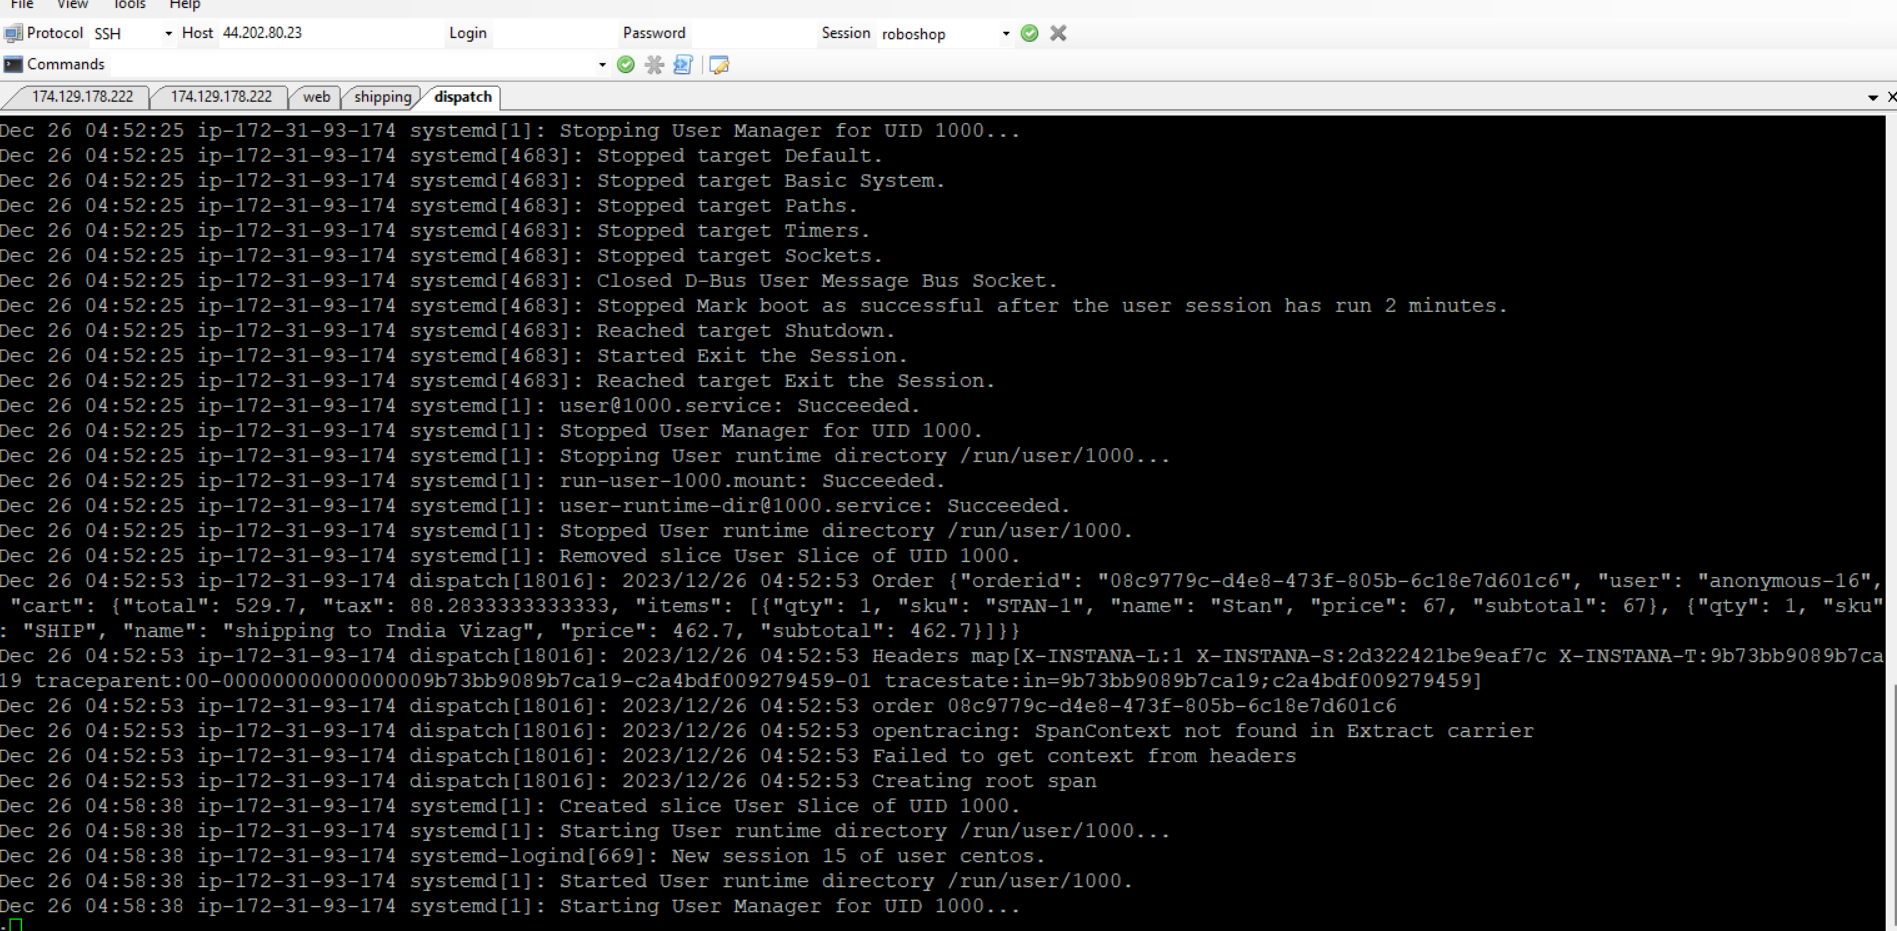 File View Tools Help
Protocol SSH Host 44.202.80.23 Login Password Session roboshop
Commands
174.129.178.222 174.129.178.222 web shipping dispatch
Dec 26 04:52:25 ip-172-31-93-174 systemd[1]: Stopping User Manager for UID 1000...
Dec 26 04:52:25 ip-172-31-93-174 systemd[4683]: Stopped target Default.
Dec 26 04:52:25 ip-172-31-93-174 systemd[4683]: Stopped target Basic System.
Dec 26 04:52:25 ip-172-31-93-174 systemd[4683]: Stopped target Paths.
Dec 26 04:52:25 ip-172-31-93-174 systemd[4683]: Stopped target Timers.
Dec 26 04:52:25 ip-172-31-93-174 systemd[4683]: Stopped target Sockets.
Dec 26 04:52:25 ip-172-31-93-174 systemd[4683]: Closed D-Bus User Message Bus Socket.
Dec 26 04:52:25 ip-172-31-93-174 systemd[4683]: Stopped Mark boot as successful after the user session has run 2 minutes.
Dec 26 04:52:25 ip-172-31-93-174 systemd[4683]: Reached target Shutdown.
Dec 26 04:52:25 ip-172-31-93-174 systemd[4683]: Started Exit the Session.
Dec 26 04:52:25 ip-172-31-93-174 systemd[4683]: Reached target Exit the Session.
Dec 26 04:52:25 ip-172-31-93-174 systemd[1]: user@1000.service: Succeeded.
Dec 26 04:52:25 ip-172-31-93-174 systemd[1]: Stopped User Manager for UID 1000.
Dec 26 04:52:25 ip-172-31-93-174 systemd[1]: Stopping User runtime directory /run/user/1000...
Dec 26 04:52:25 ip-172-31-93-174 systemd[1]: run-user-1000.mount: Succeeded.
Dec 26 04:52:25 ip-172-31-93-174 systemd[1]: user-runtime-dir@1000.service: Succeeded.
Dec 26 04:52:25 ip-172-31-93-174 systemd[1]: Stopped User runtime directory /run/user/1000.
Dec 26 04:52:25 ip-172-31-93-174 systemd[1]: Removed slice User Slice of UID 1000.
Dec 26 04:52:53 ip-172-31-93-174 dispatch[18016]: 2023/12/26 04:52:53 Order {"orderid": "08c9779c-d4e8-473f-805b-6c18e7d601c6", "user": "anonymous-16",
"cart": {"total": 529.7, "tax": 88.2833333333333, "items": [{"qty": 1, "sku": "STAN-1", "name": "Stan", "price": 67, "subtotal": 67}, {"qty": 1, "sku"
: "SHIP", "name": "shipping to India Vizag", "price": 462.7, "subtotal": 462.7}]}}
Dec 26 04:52:53 ip-172-31-93-174 dispatch[18016]: 2023/12/26 04:52:53 Headers map[X-INSTANA-L:1 X-INSTANA-S:2d322421be9eaf7c X-INSTANA-T:9b73bb9089b7ca
19 traceparent:00-00000000000000009b73bb9089b7ca19-c2a4bdf009279459-01 tracestate:in=9b73bb9089b7ca19;c2a4bdf009279459]
Dec 26 04:52:53 ip-172-31-93-174 dispatch[18016]: 2023/12/26 04:52:53 order 08c9779c-d4e8-473f-805b-6c18e7d601c6
Dec 26 04:52:53 ip-172-31-93-174 dispatch[18016]: 2023/12/26 04:52:53 opentracing: SpanContext not found in Extract carrier
Dec 26 04:52:53 ip-172-31-93-174 dispatch[18016]: 2023/12/26 04:52:53 Failed to get context from headers
Dec 26 04:52:53 ip-172-31-93-174 dispatch[18016]: 2023/12/26 04:52:53 Creating root span
Dec 26 04:58:38 ip-172-31-93-174 systemd[1]: Created slice User Slice of UID 1000.
Dec 26 04:58:38 ip-172-31-93-174 systemd[1]: Starting User runtime directory /run/user/1000...
Dec 26 04:58:38 ip-172-31-93-174 systemd-logind[669]: New session 15 of user centos.
Dec 26 04:58:38 ip-172-31-93-174 systemd[1]: Started User runtime directory /run/user/1000.
Dec 26 04:58:38 ip-172-31-93-174 systemd[1]: Starting User Manager for UID 1000...